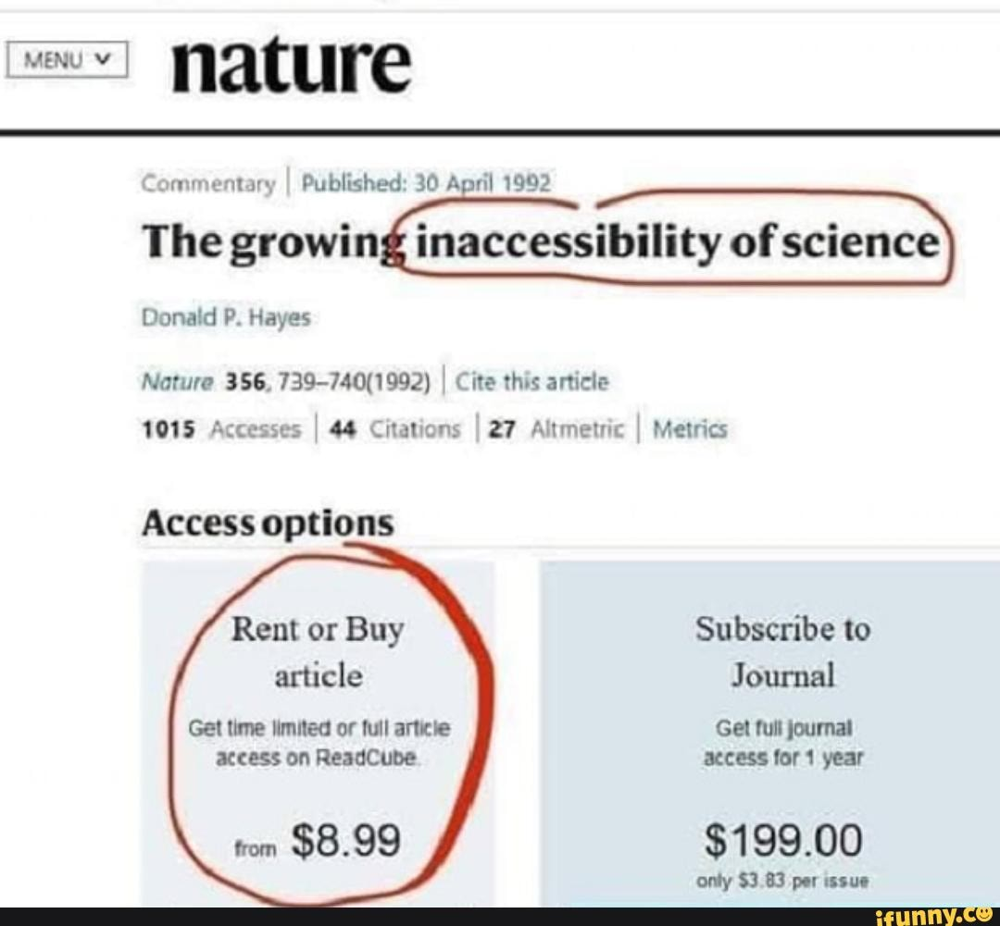 MENU
nature
Commentary | Published: 30 April 1992
The growing inaccessibility of science
Donald P. Hayes
Nature 356, 739–740(1992) | Cite this article
1015 Accesses | 44 Citations | 27 Altmetric | Metrics
Access options
Rent or Buy
article
Get time limited or full article
access on ReadCube.
from $8.99
Subscribe to
Journal
Get full journal
access for 1 year
$199.00
only $3.83 per issue
ifunny.co